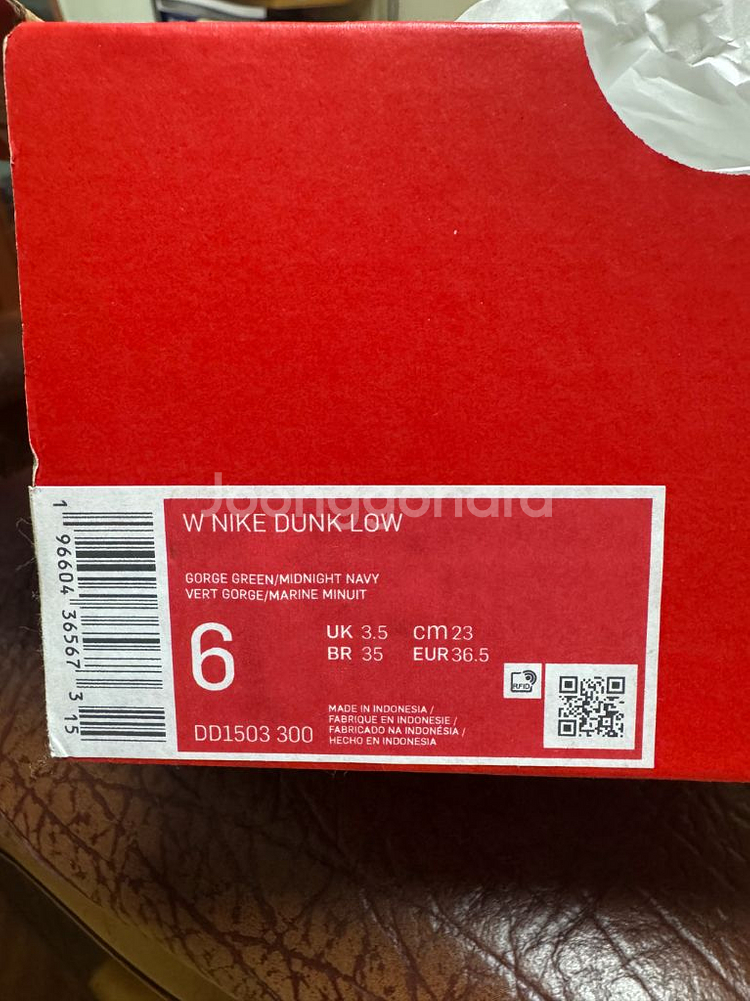 Joongonara
W NIKE DUNK LOW
GORGE GREEN/MIDNIGHT NAVY
VERT GORGE/MARINE MINUIT
6
UK 3.5 cm 23
BR 35 EUR 36.5
RFID
DD1503 300
MADE IN INDONESIA /
FABRIQUE EN INDONESIE /
FABRICADO NA INDONÉSIA /
HECHO EN INDONESIA
1 96604 36567 3 15